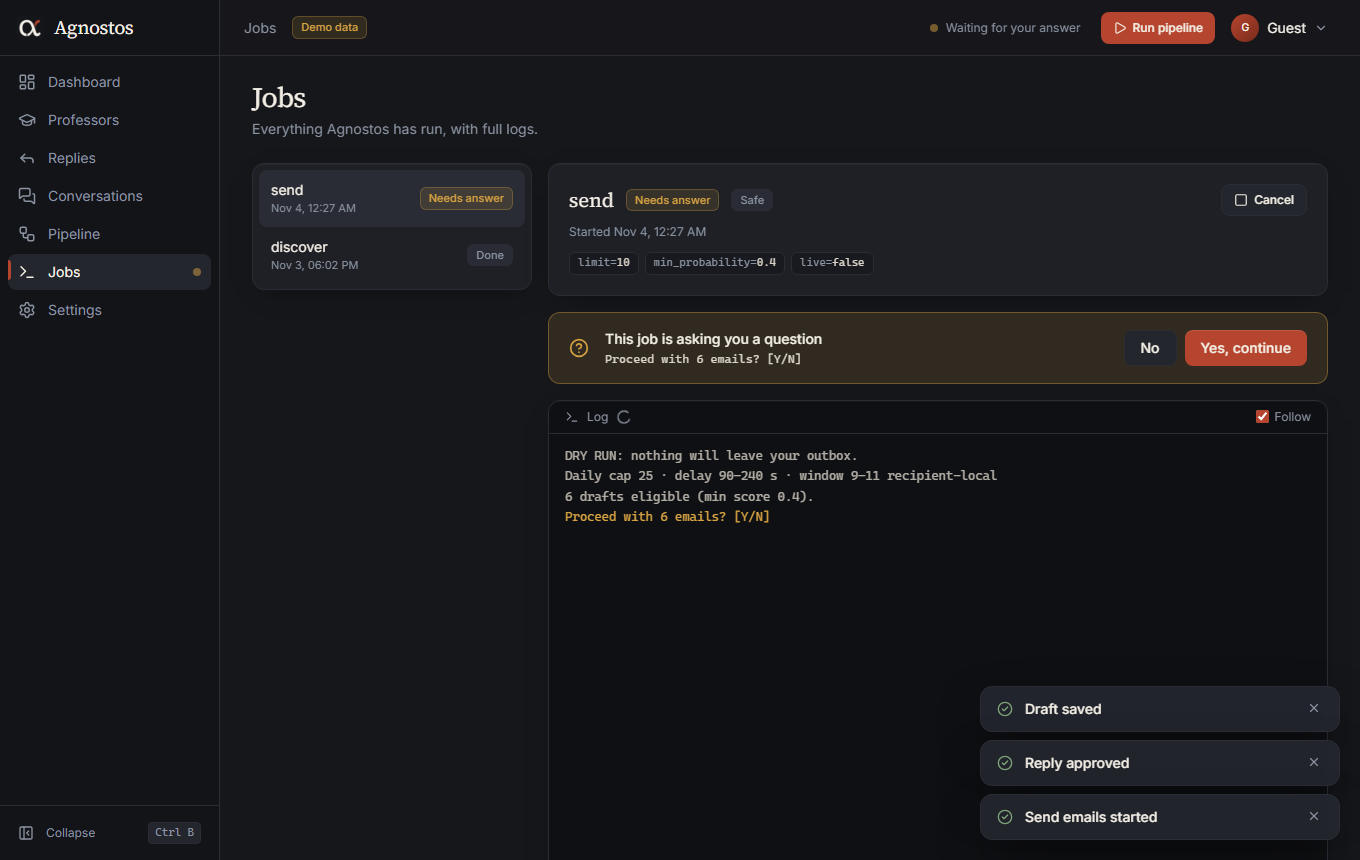 Agnostos
Jobs
Demo data
Waiting for your answer
Run pipeline
G
Guest
Dashboard
Professors
Replies
Conversations
Pipeline
Jobs
Settings
Collapse
Ctrl B
Jobs
Everything Agnostos has run, with full logs.
send
Nov 4, 12:27 AM
Needs answer
discover
Nov 3, 06:02 PM
Done
send
Needs answer
Safe
Cancel
Started Nov 4, 12:27 AM
limit=10
min_probability=0.4
live=false
This job is asking you a question
Proceed with 6 emails? [Y/N]
No
Yes, continue
Log
Follow
DRY RUN: nothing will leave your outbox.
Daily cap 25 · delay 90–240 s · window 9–11 recipient-local
6 drafts eligible (min score 0.4).
Proceed with 6 emails? [Y/N]
Draft saved
Reply approved
Send emails started